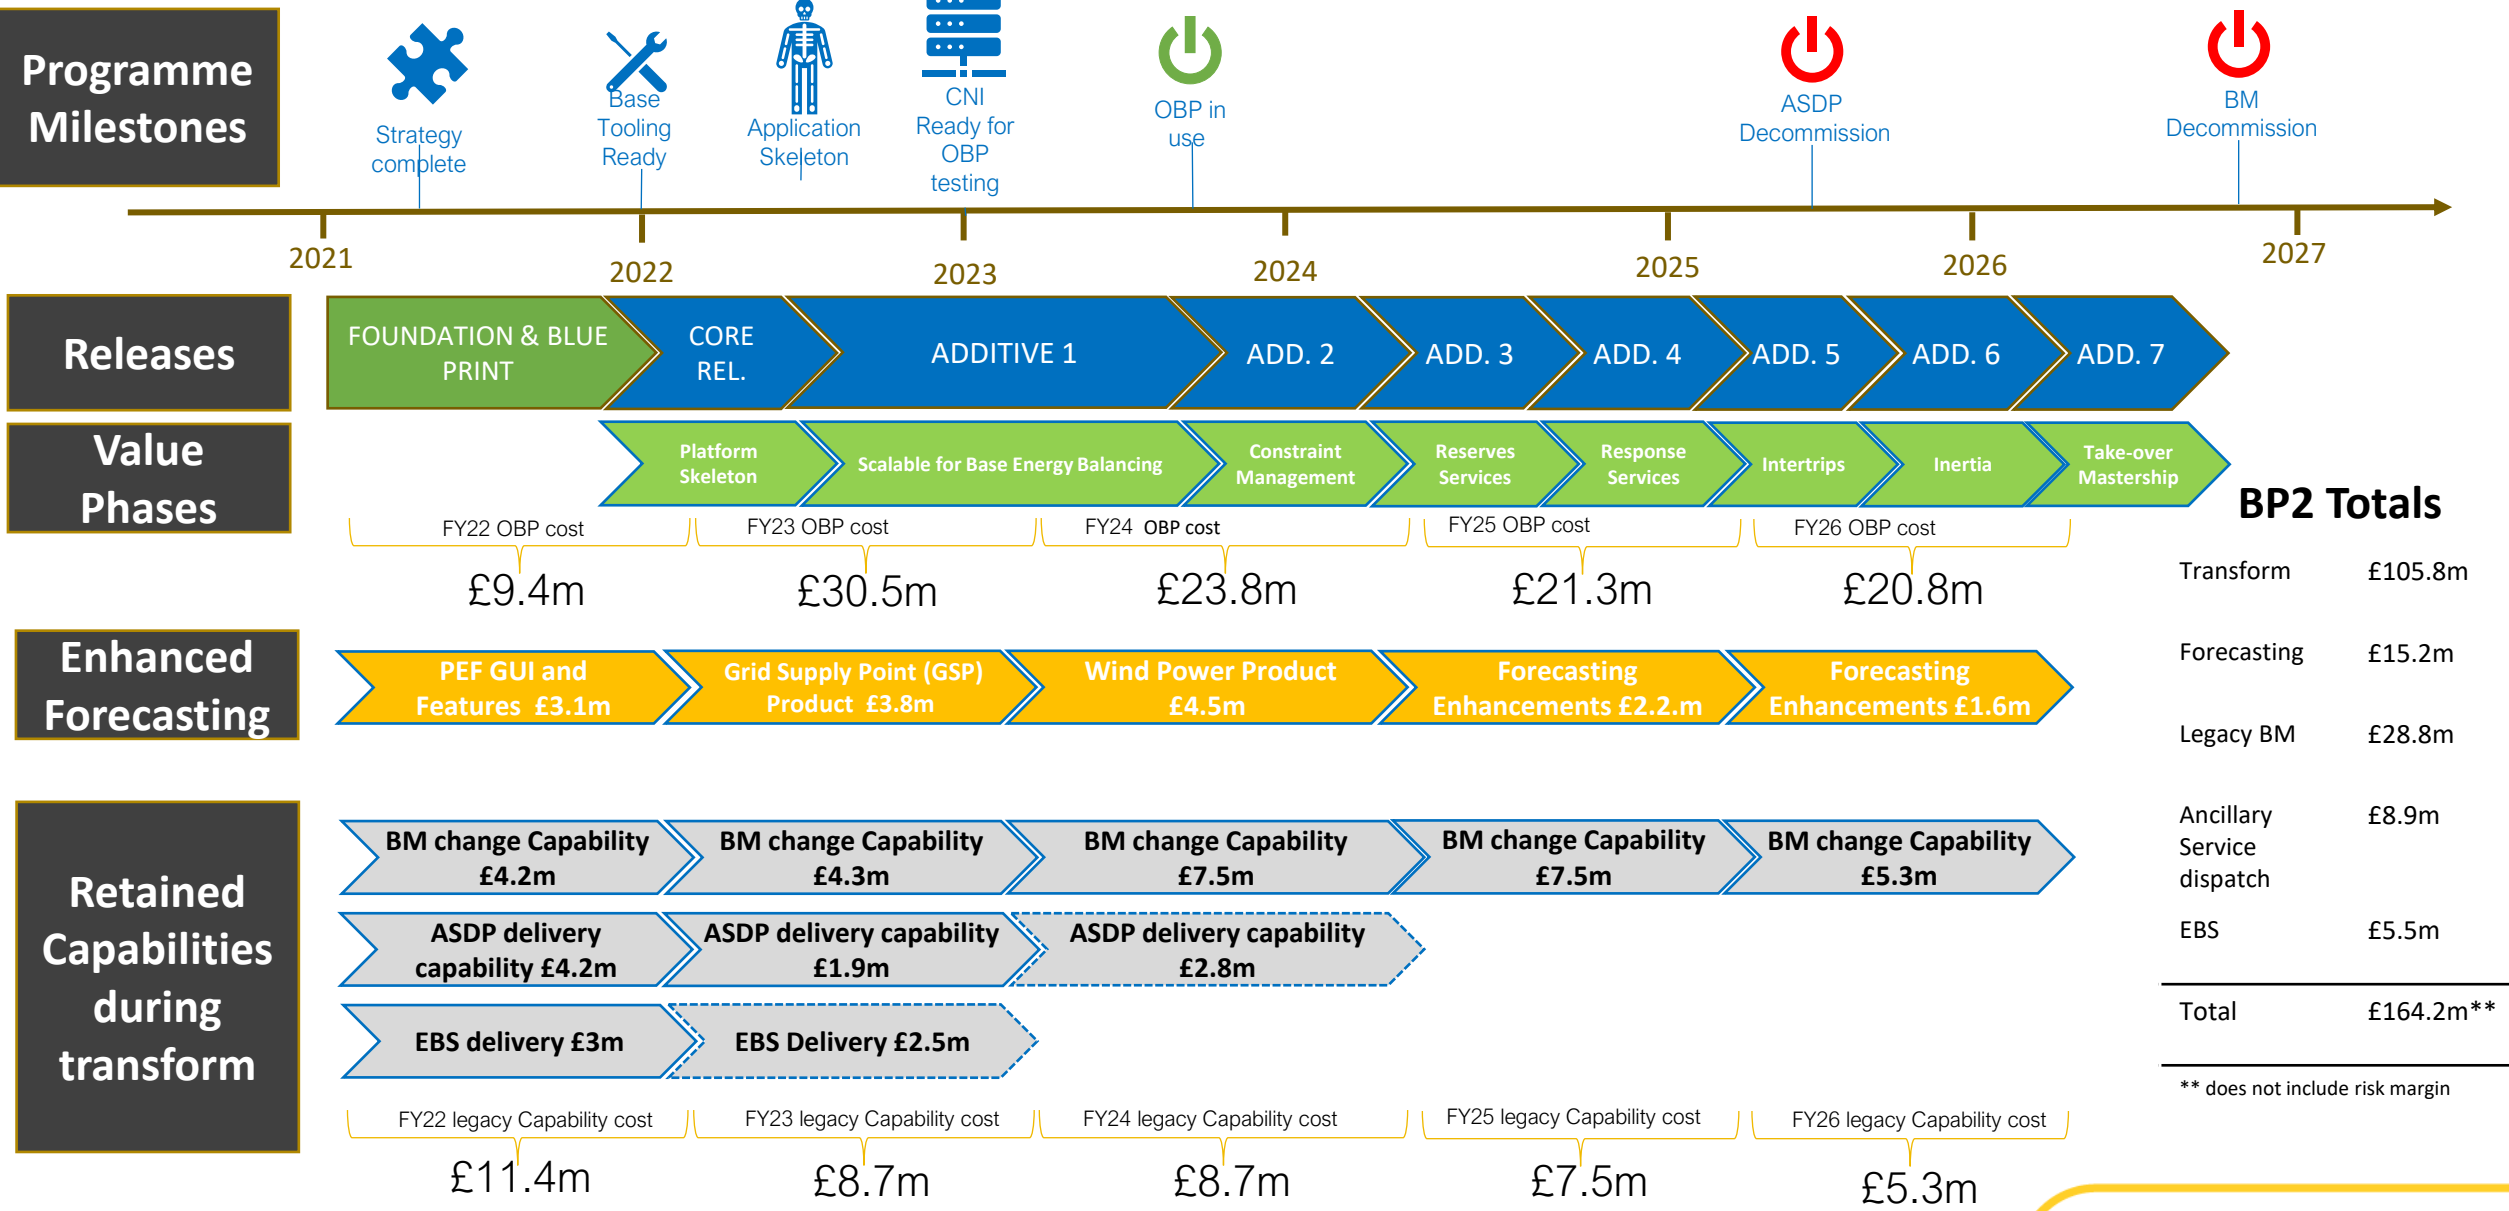 Programme
Milestones
Strategy
complete
Base
Tooling
Ready
Application
Skeleton
CNI
Ready for
OBP
testing
OBP in
use
ASDP
Decommission
BM
Decommission
2021
2022
2023
2024
2025
2026
2027
Releases
FOUNDATION & BLUE
PRINT
CORE
REL.
ADDITIVE 1
ADD. 2
ADD. 3
ADD. 4
ADD. 5
ADD. 6
ADD. 7
Value
Phases
Platform
Skeleton
Scalable for Base Energy Balancing
Constraint
Management
Reserves
Services
Response
Services
Intertrips
Inertia
Take-over
Mastership
FY22 OBP cost
£9.4m
FY23 OBP cost
£30.5m
FY24 OBP cost
£23.8m
FY25 OBP cost
£21.3m
FY26 OBP cost
£20.8m
Enhanced
Forecasting
PEF GUI and
Features £3.1m
Grid Supply Point (GSP)
Product £3.8m
Wind Power Product
£4.5m
Forecasting
Enhancements £2.2.m
Forecasting
Enhancements £1.6m
Retained
Capabilities
during
transform
BM change Capability
£4.2m
BM change Capability
£4.3m
BM change Capability
£7.5m
BM change Capability
£7.5m
BM change Capability
£5.3m
ASDP delivery
capability £4.2m
ASDP delivery capability
£1.9m
ASDP delivery capability
£2.8m
EBS delivery £3m
EBS Delivery £2.5m
FY22 legacy Capability cost
£11.4m
FY23 legacy Capability cost
£8.7m
FY24 legacy Capability cost
£8.7m
FY25 legacy Capability cost
£7.5m
FY26 legacy Capability cost
£5.3m
BP2 Totals
Transform £105.8m
Forecasting £15.2m
Legacy BM £28.8m
Ancillary £8.9m
Service
dispatch
EBS £5.5m
Total £164.2m**
** does not include risk margin